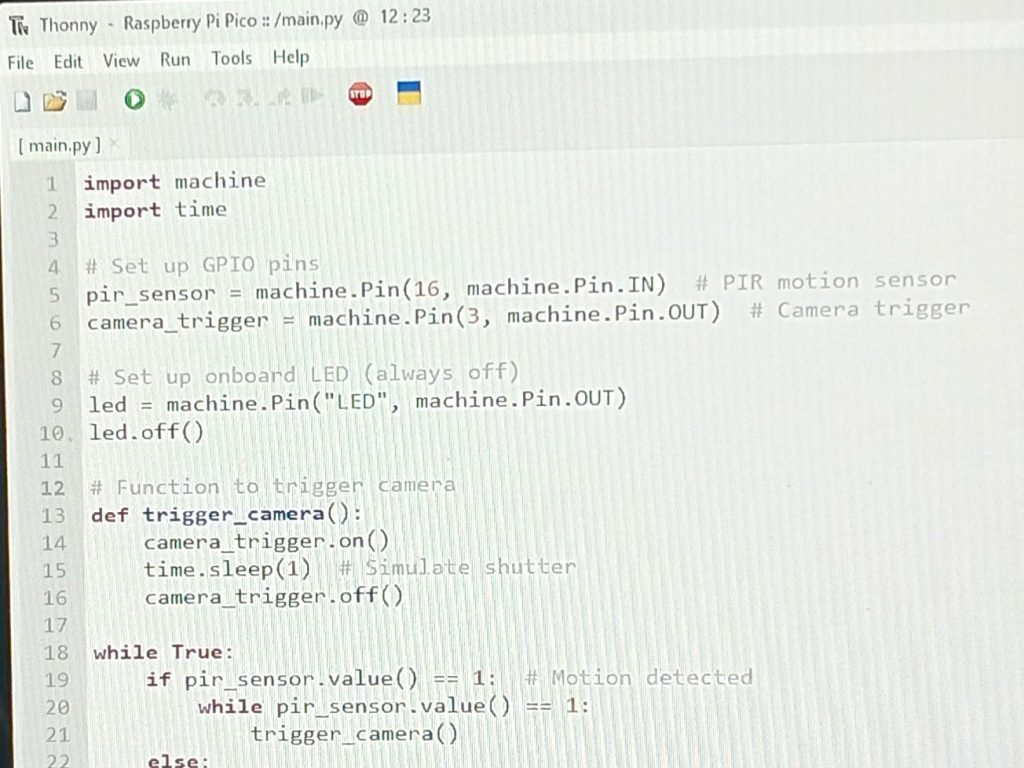 Thonny - Raspberry Pi Pico :: /main.py @ 12:23
File Edit View Run Tools Help
STOP
[ main.py ] ×
1 import machine
2 import time
3
4 # Set up GPIO pins
5 pir_sensor = machine.Pin(16, machine.Pin.IN)  # PIR motion sensor
6 camera_trigger = machine.Pin(3, machine.Pin.OUT)  # Camera trigger
7
8 # Set up onboard LED (always off)
9 led = machine.Pin("LED", machine.Pin.OUT)
10 led.off()
11
12 # Function to trigger camera
13 def trigger_camera():
14     camera_trigger.on()
15     time.sleep(1)  # Simulate shutter
16     camera_trigger.off()
17
18 while True:
19     if pir_sensor.value() == 1:  # Motion detected
20         while pir_sensor.value() == 1:
21             trigger_camera()
22     else: